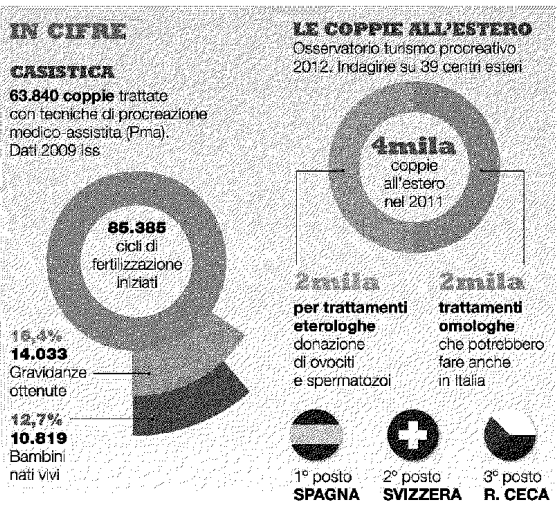 IN CIFRE
CASISTICA
63.840 coppie trattate
con tecniche di procreazione
medico-assistita (Pma).
Dati 2009 Iss
85.385
cicli di
fertilizzazione
iniziati
16,4%
14.033
Gravidanze
ottenute
12,7%
10.819
Bambini
nati vivi
LE COPPIE ALL'ESTERO
Osservatorio turismo procreativo
2012. Indagine su 39 centri esteri
4mila
coppie
all'estero
nel 2011
2mila
per trattamenti
eterologhe
donazione
di ovociti
e spermatozoi
2mila
trattamenti
omologhe
che potrebbero
fare anche
in Italia
1° posto
SPAGNA
2° posto
SVIZZERA
3° posto
R. CECA